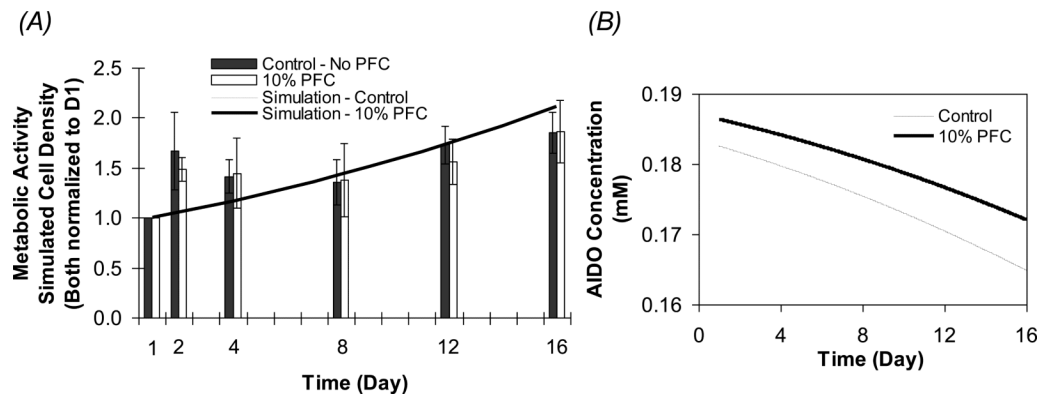 (A)
Metabolic Activity
Simulated Cell Density
(Both normalized to D1)
2.5
2.0
1.5
1.0
0.5
0.0
Control - No PFC
10% PFC
Simulation - Control
Simulation - 10% PFC
1 2 4 8 12 16
Time (Day)
(B)
AIDO Concentration
(mM)
0.19
0.18
0.17
0.16
Control
10% PFC
0 4 8 12 16
Time (Day)